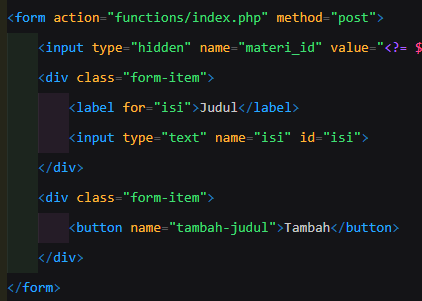 <form action="functions/index.php" method="post">
<input type="hidden" name="materi_id" value="<?= $
<div class="form-item">
<label for="isi">Judul</label>
<input type="text" name="isi" id="isi">
</div>
<div class="form-item">
<button name="tambah-judul">Tambah</button>
</div>
</form>